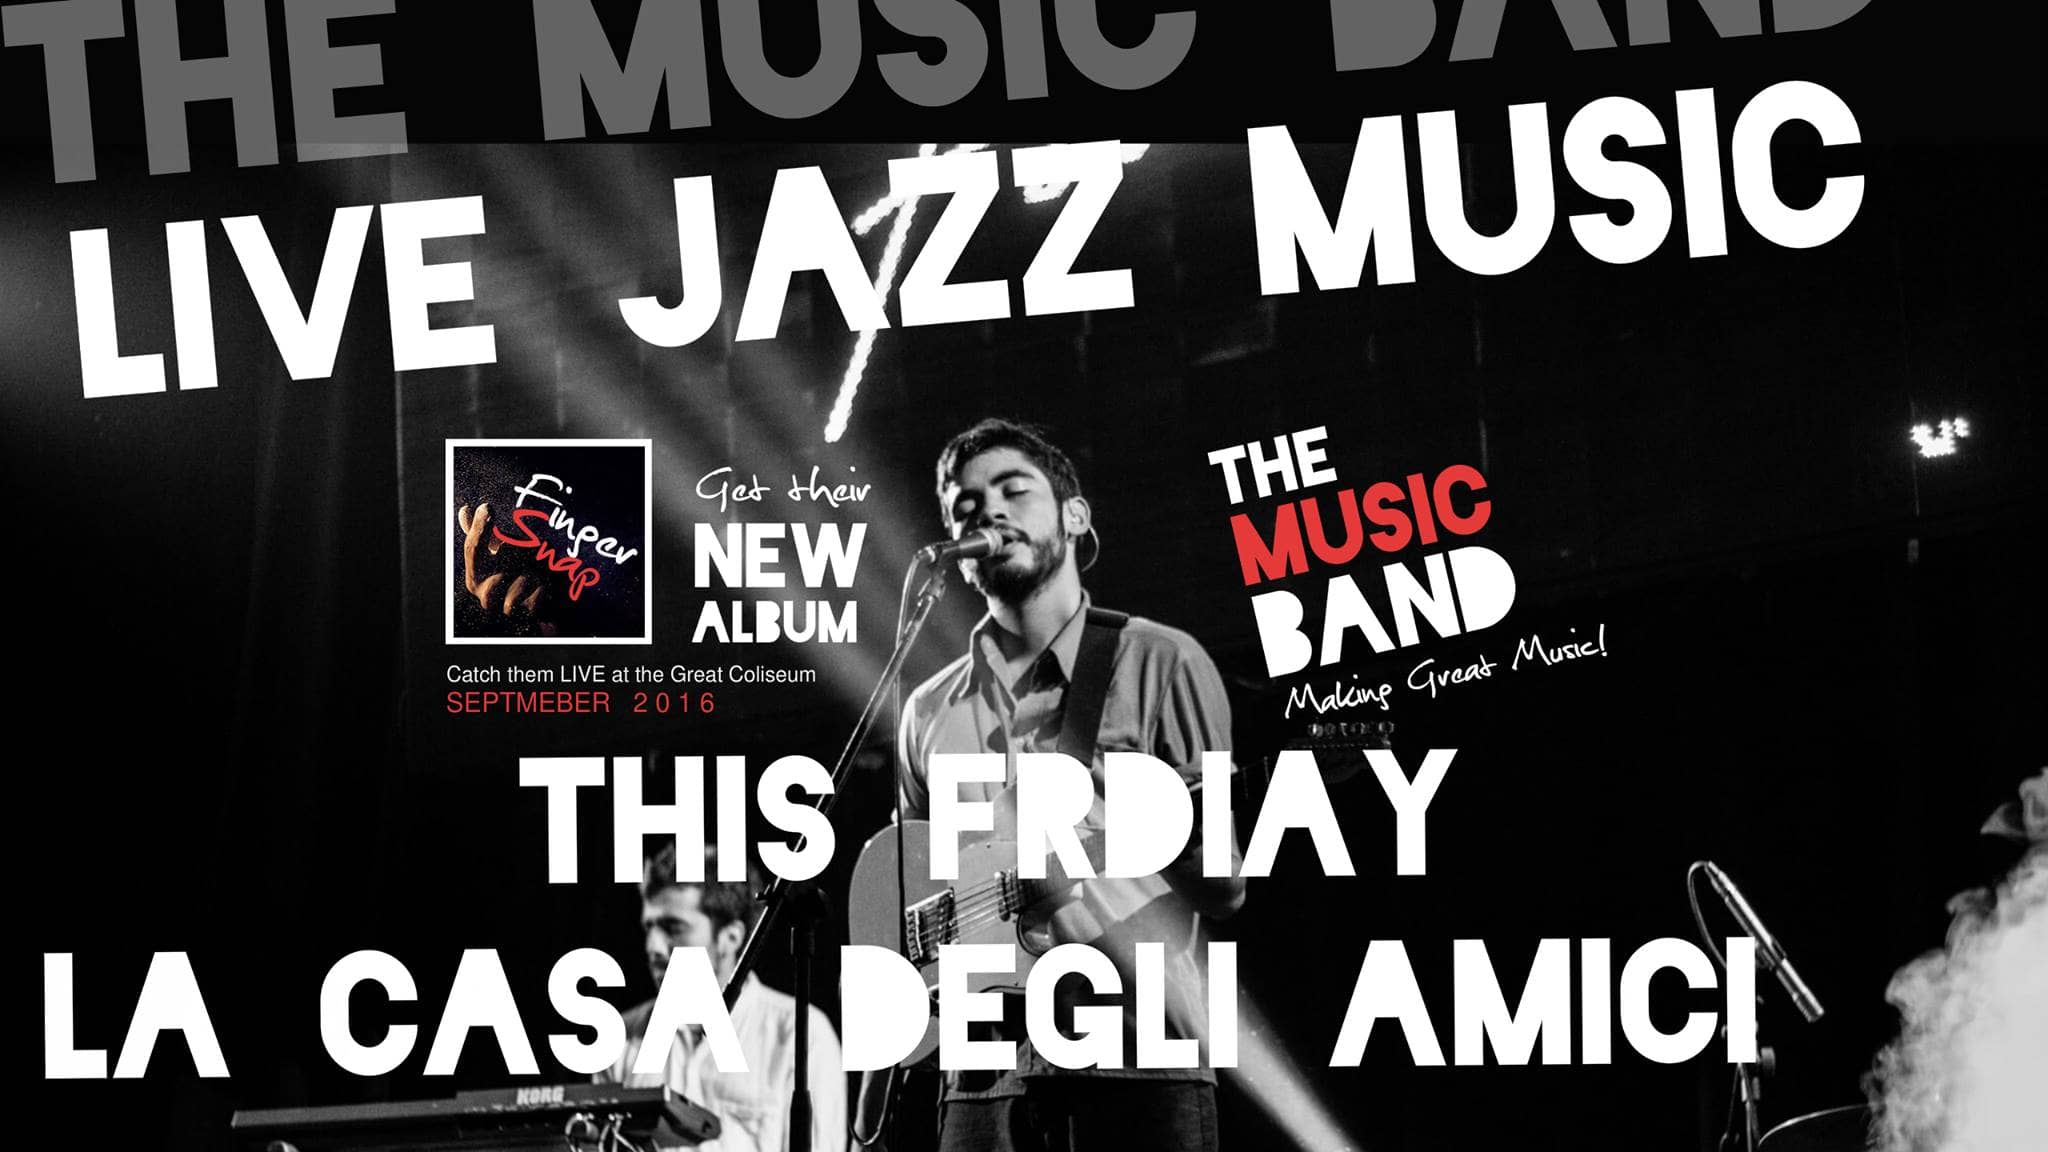 THE MUSIC BAND
LIVE JAZZ MUSIC
Finger
Snap
Get their
NEW
ALBUM
Catch them LIVE at the Great Coliseum
SEPTMEBER 2016
THE
MUSIC
BAND
Making Great Music!
THIS FRDIAY
LA CASA DEGLI AMICI
KORG